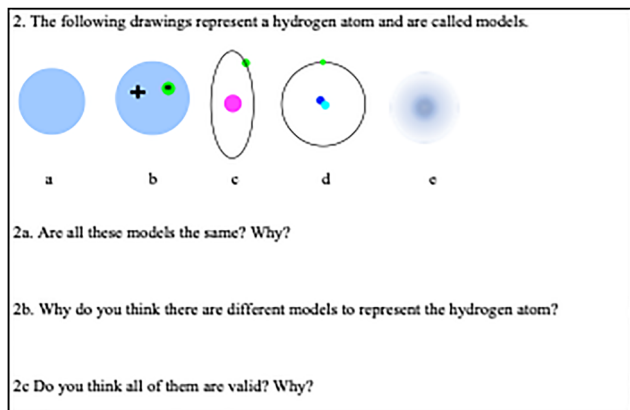 2. The following drawings represent a hydrogen atom and are called models.
+
a b c d e
2a. Are all these models the same? Why?
2b. Why do you think there are different models to represent the hydrogen atom?
2c Do you think all of them are valid? Why?